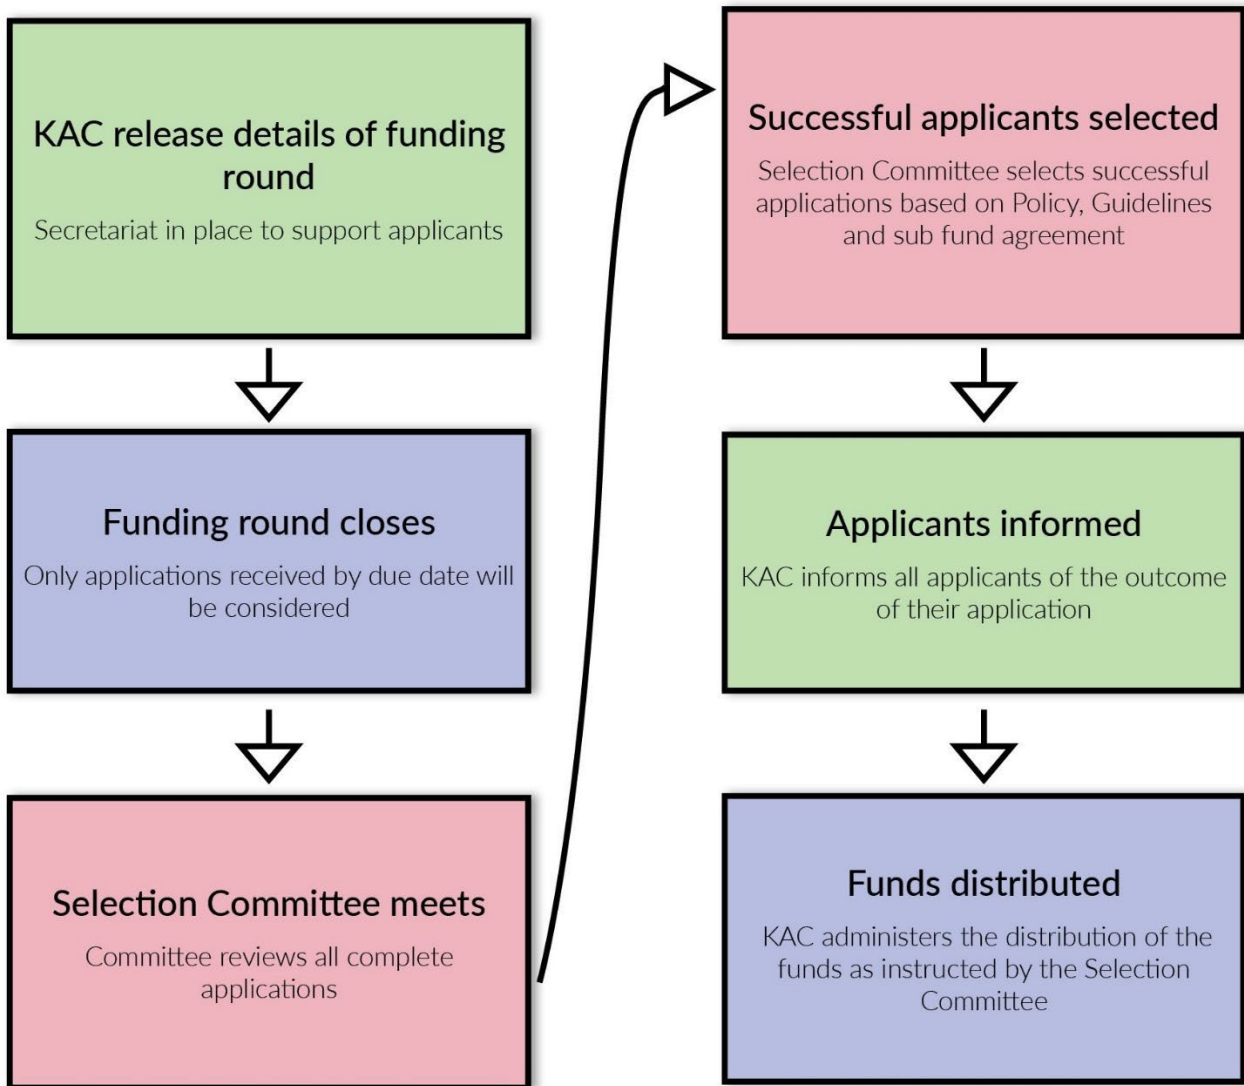 KAC release details of funding
round
Secretariat in place to support applicants
Funding round closes
Only applications received by due date will
be considered
Selection Committee meets
Committee reviews all complete
applications
Successful applicants selected
Selection Committee selects successful
applications based on Policy, Guidelines
and sub fund agreement
Applicants informed
KAC informs all applicants of the outcome
of their application
Funds distributed
KAC administers the distribution of the
funds as instructed by the Selection
Committee